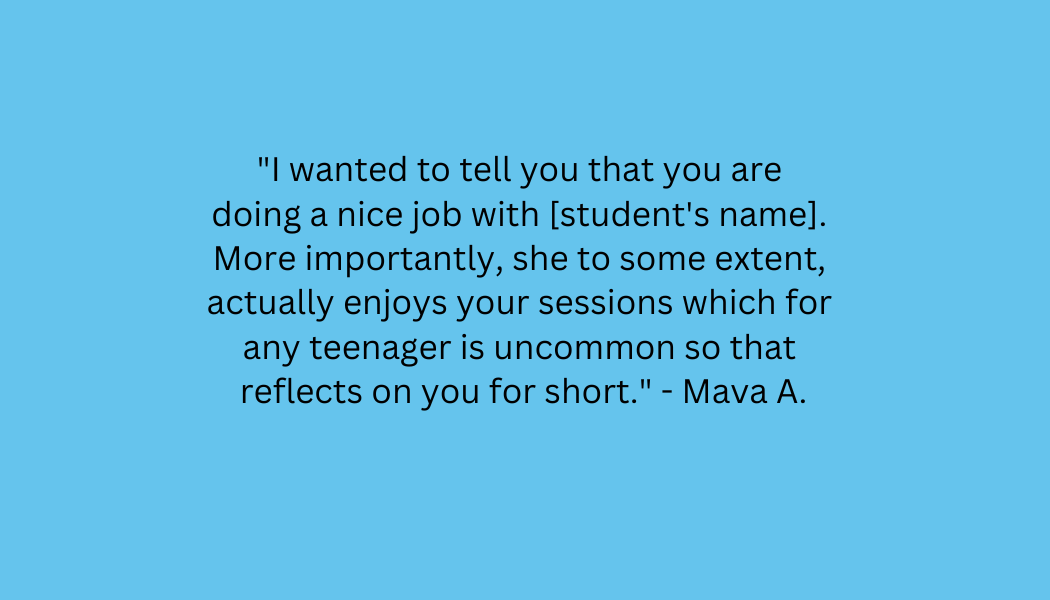 "I wanted to tell you that you are
doing a nice job with [student's name].
More importantly, she to some extent,
actually enjoys your sessions which for
any teenager is uncommon so that
reflects on you for short." - Mava A.